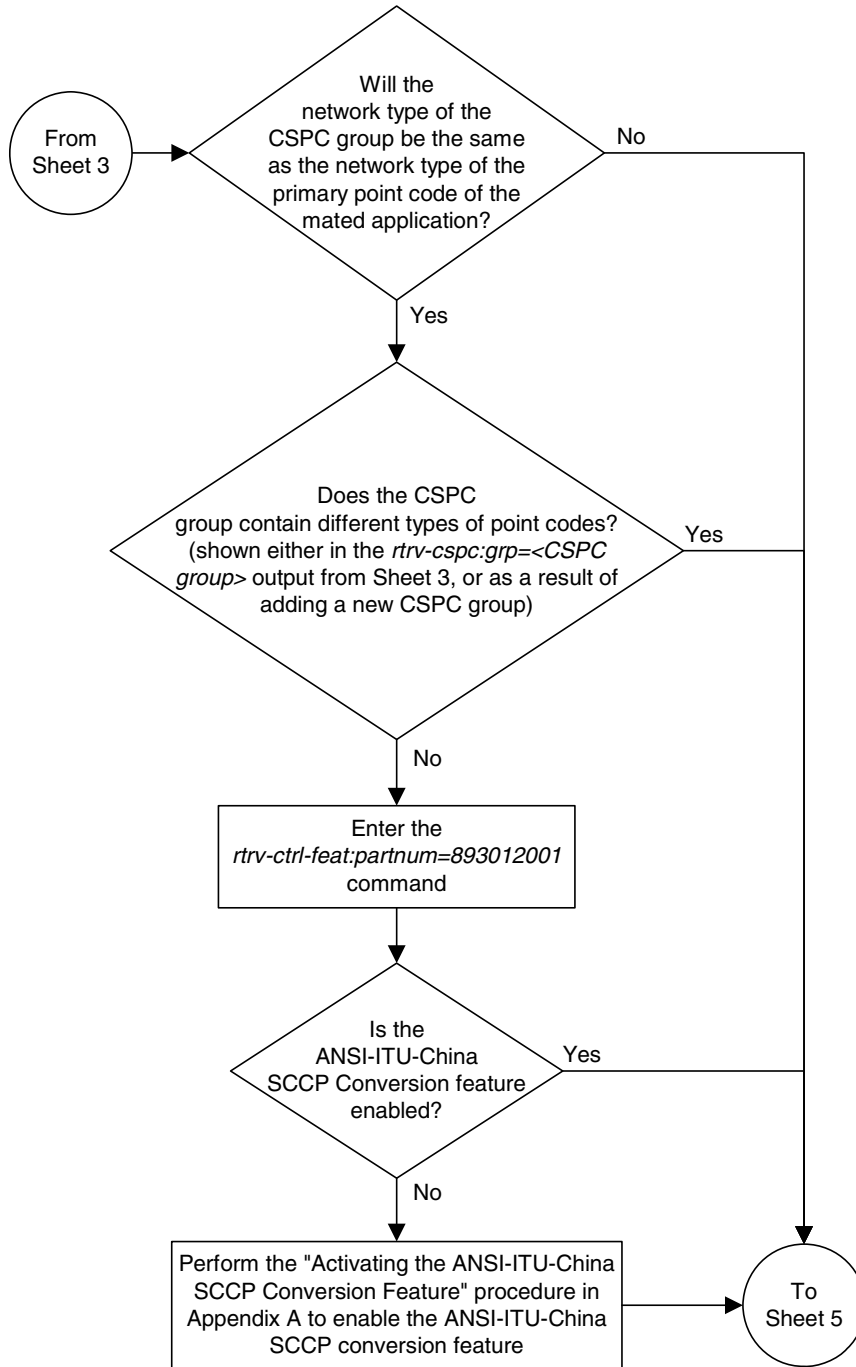 From
Sheet 3
Will the
network type of the
CSPC group be the same
as the network type of the
primary point code of the
mated application?
No
Yes
Does the CSPC
group contain different types of point codes?
(shown either in the rtrv-cspc:grp=<CSPC
group> output from Sheet 3, or as a result of
adding a new CSPC group)
Yes
No
Enter the
rtrv-ctrl-feat:partnum=893012001
command
Is the
ANSI-ITU-China
SCCP Conversion feature
enabled?
Yes
No
Perform the "Activating the ANSI-ITU-China
SCCP Conversion Feature" procedure in
Appendix A to enable the ANSI-ITU-China
SCCP conversion feature
To
Sheet 5